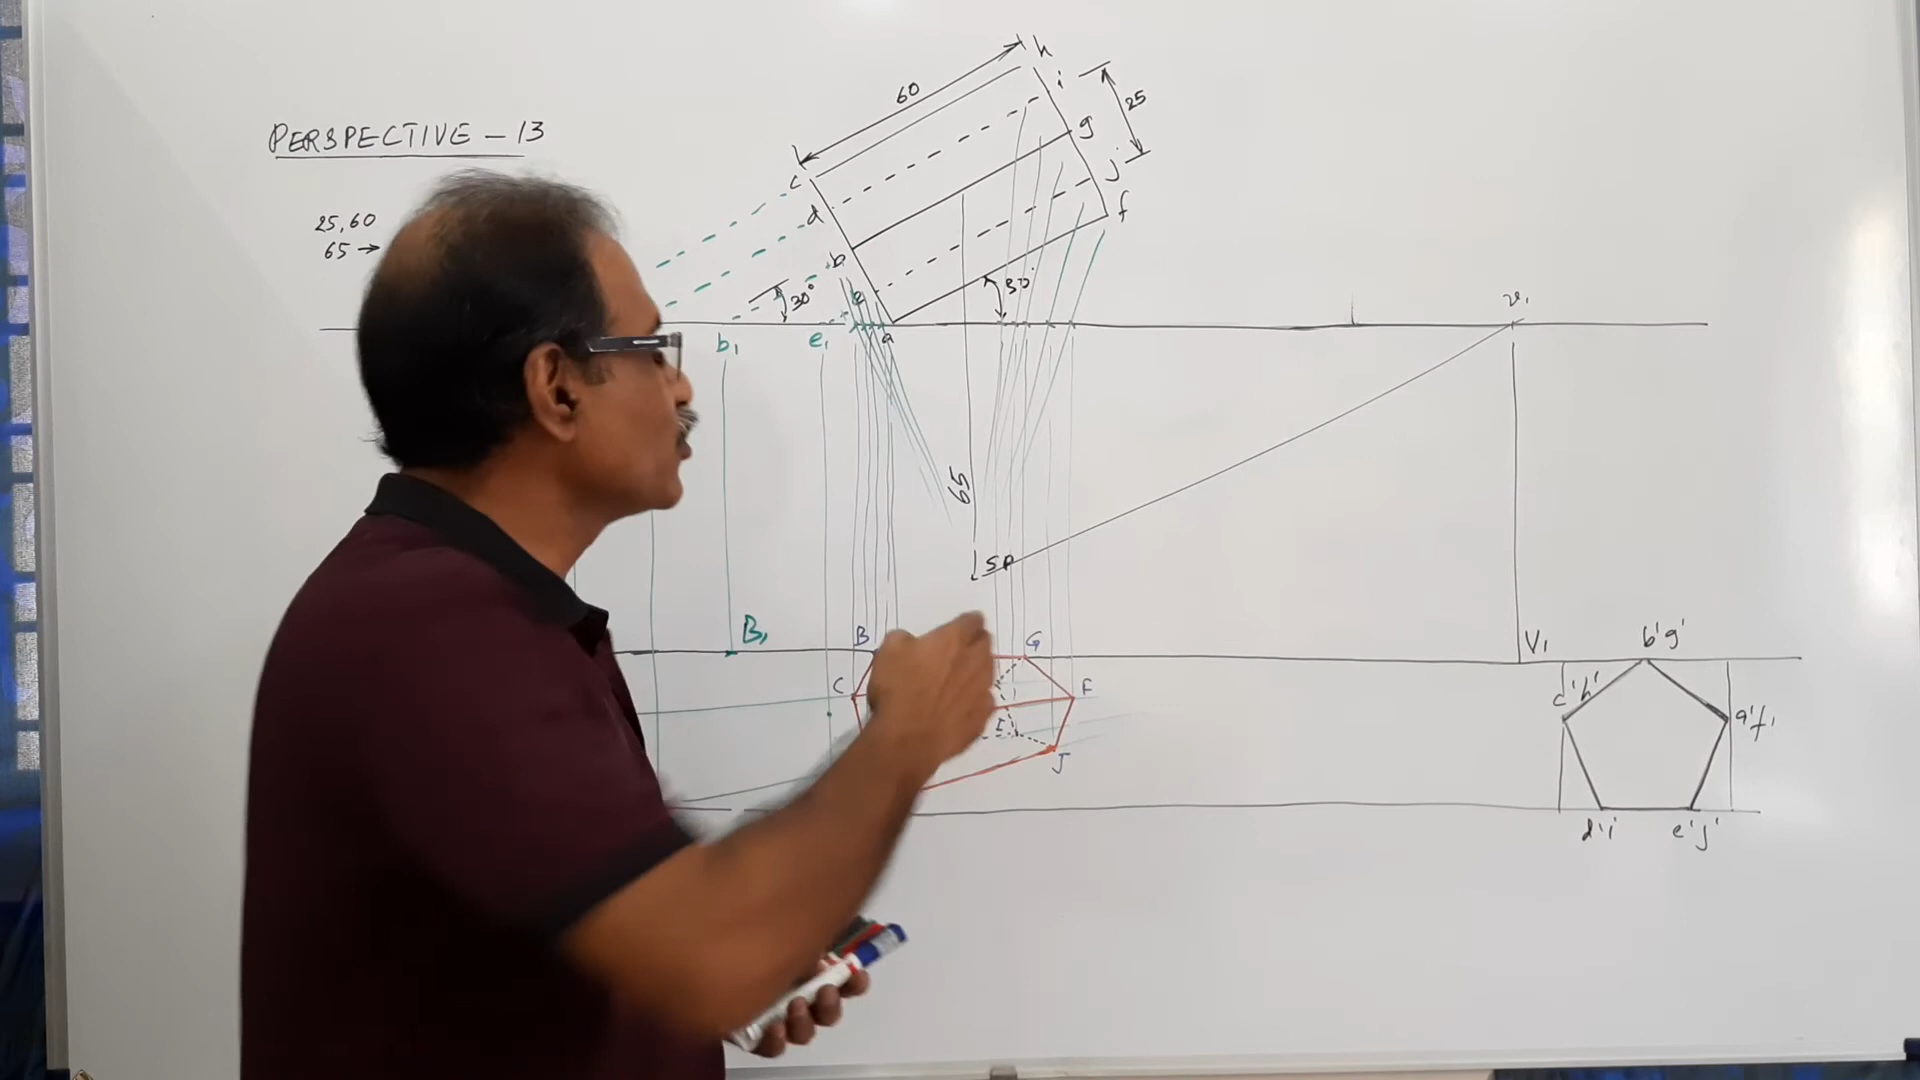 PERSPECTIVE - 13
25, 60
65 →
60
25
h
i
g
j
f
c
d
b
e
a
30°
30°
v₁
b₁
e₁
65
SP
B₁
B
G
V₁
b'g'
C
F
c'h'
a'f'
I
J
d'i'
e'j'